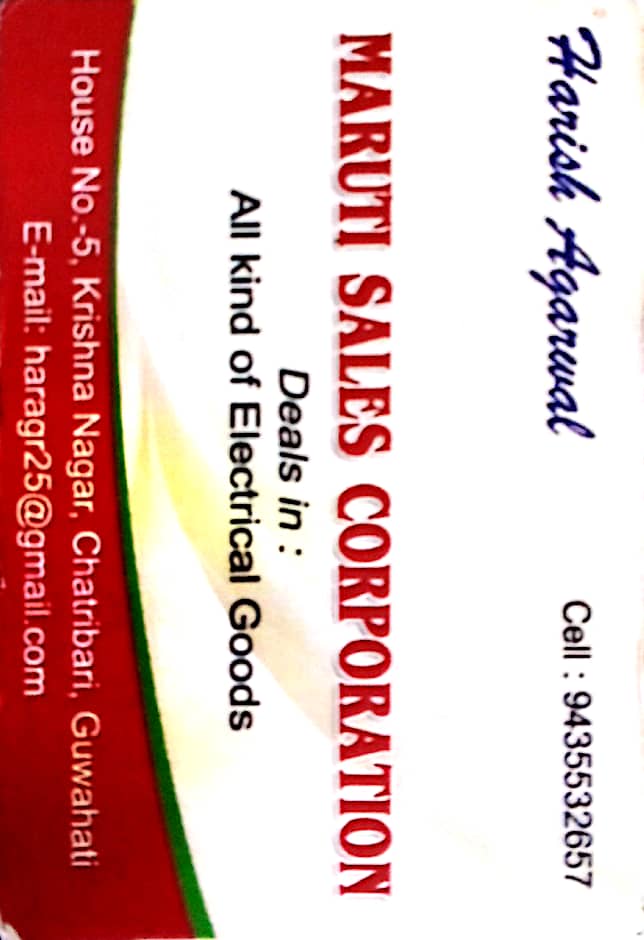 Harish Agarwal
Cell : 9435532657
MARUTI SALES CORPORATION
Deals in :
All kind of Electrical Goods
House No.-5, Krishna Nagar, Chatribari, Guwahati
E-mail: haragr25@gmail.com